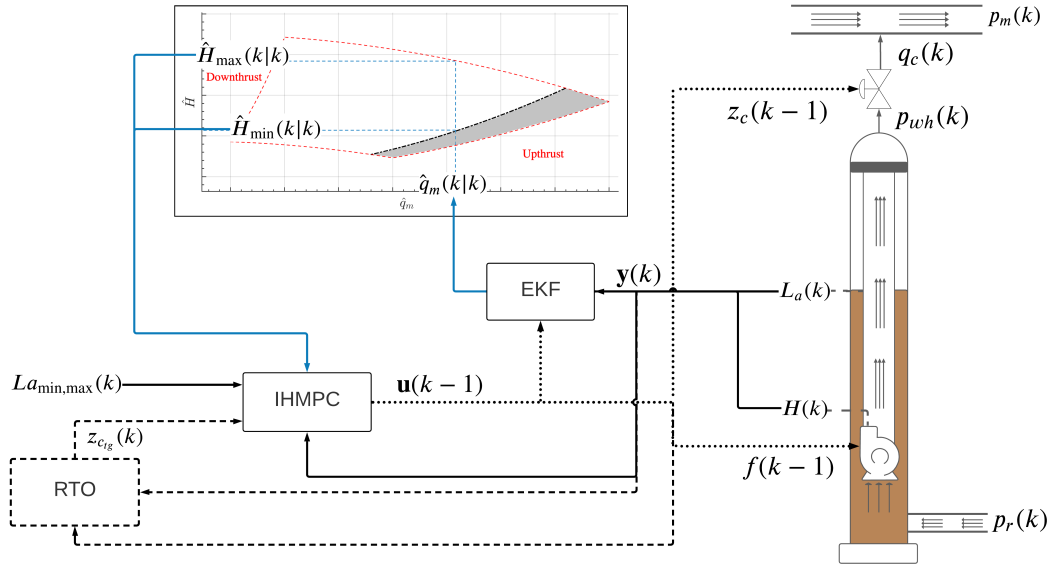 p_m(k)
q_c(k)
Ĥ_max(k|k)
Downthrust
Ĥ
z_c(k − 1)
p_wh(k)
Ĥ_min(k|k)
Upthrust
q̂_m(k|k)
q̂_m
y(k)
EKF
L_a(k)
La_min,max(k)
u(k − 1)
IHMPC
H(k)
z_c_tg(k)
f(k − 1)
RTO
p_r(k)